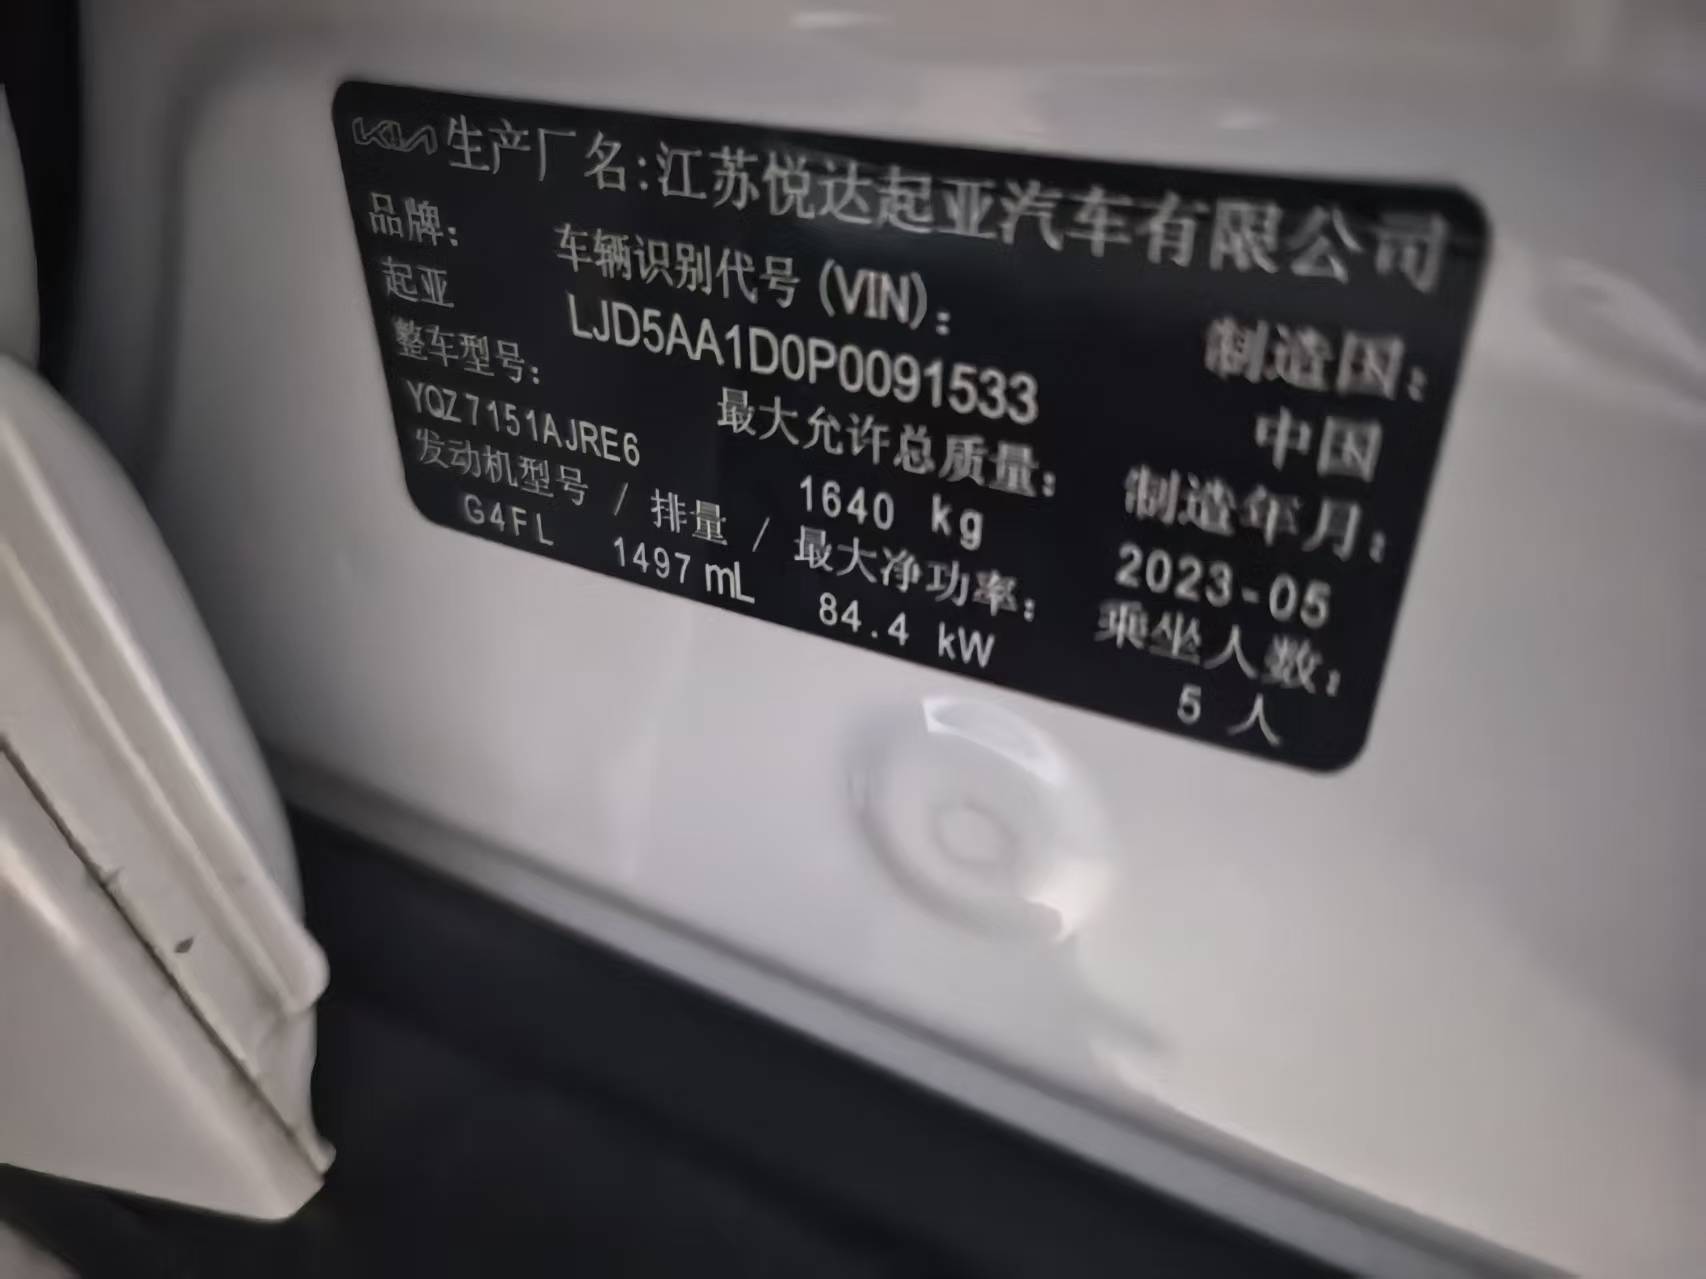 KIA 生产厂名:江苏悦达起亚汽车有限公司
品牌: 车辆识别代号(VIN): 制造国:
起亚 LJD5AA1D0P0091533 中国
整车型号: 最大允许总质量: 制造年月:
YQZ7151AJRE6 1640 kg 2023-05
发动机型号 / 排量 / 最大净功率: 乘坐人数:
G4FL 1497 mL 84.4 kW 5 人